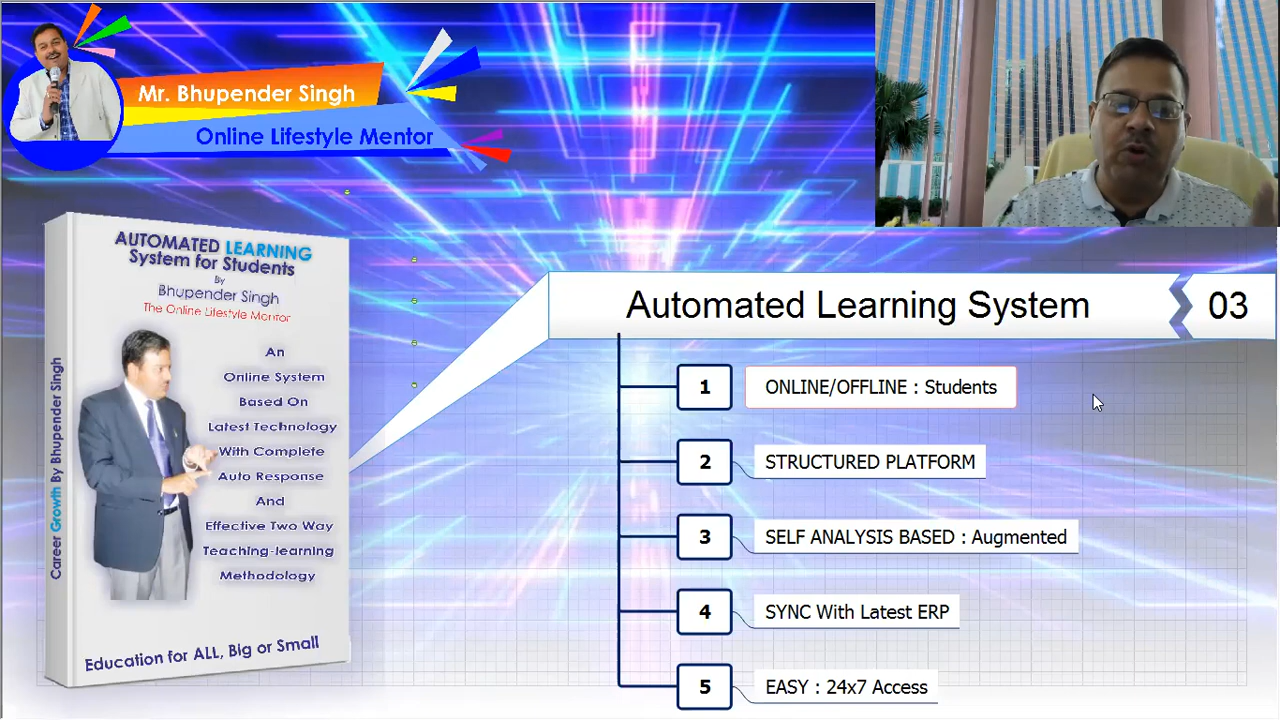 Mr. Bhupender Singh
Online Lifestyle Mentor
AUTOMATED LEARNING
System for Students
By
Bhupender Singh
The Online Lifestyle Mentor
An
Online System
Based On
Latest Technology
With Complete
Auto Response
And
Effective Two Way
Teaching-learning
Methodology
Education for ALL, Big or Small
Career Growth By Bhupender Singh
Automated Learning System
03
1 ONLINE/OFFLINE : Students
2 STRUCTURED PLATFORM
3 SELF ANALYSIS BASED : Augmented
4 SYNC With Latest ERP
5 EASY : 24x7 Access